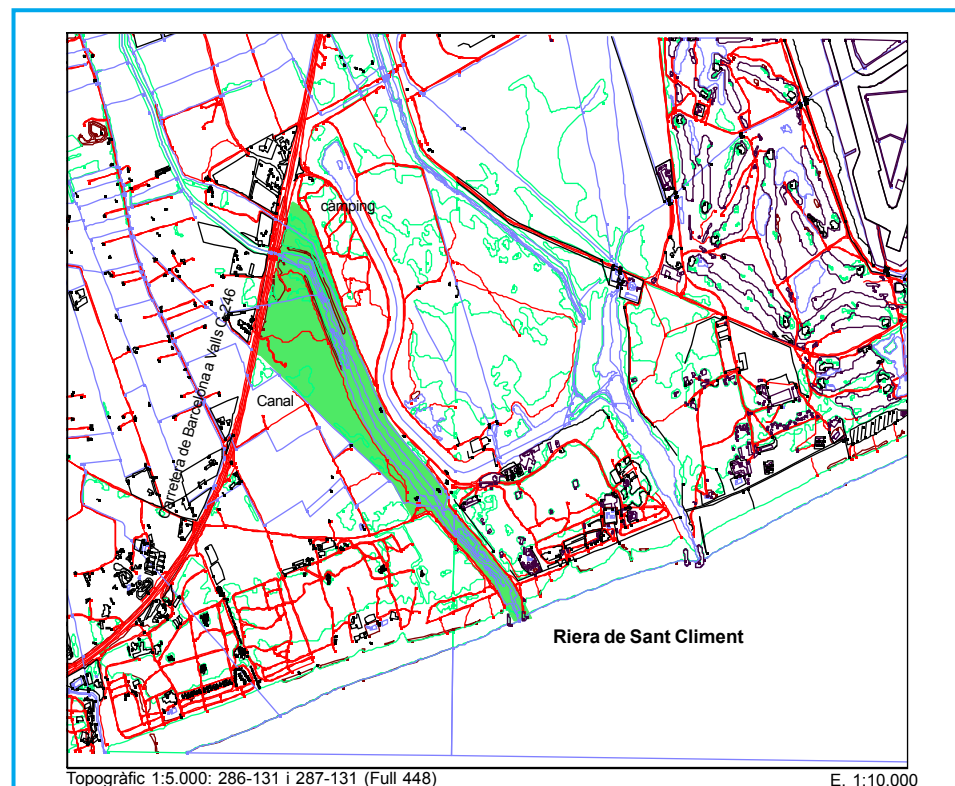 càmping
Carretera de Barcelona a Valls C-246
Canal
Riera de Sant Climent
Topogràfic 1:5.000: 286-131 i 287-131 (Full 448)
E. 1:10.000